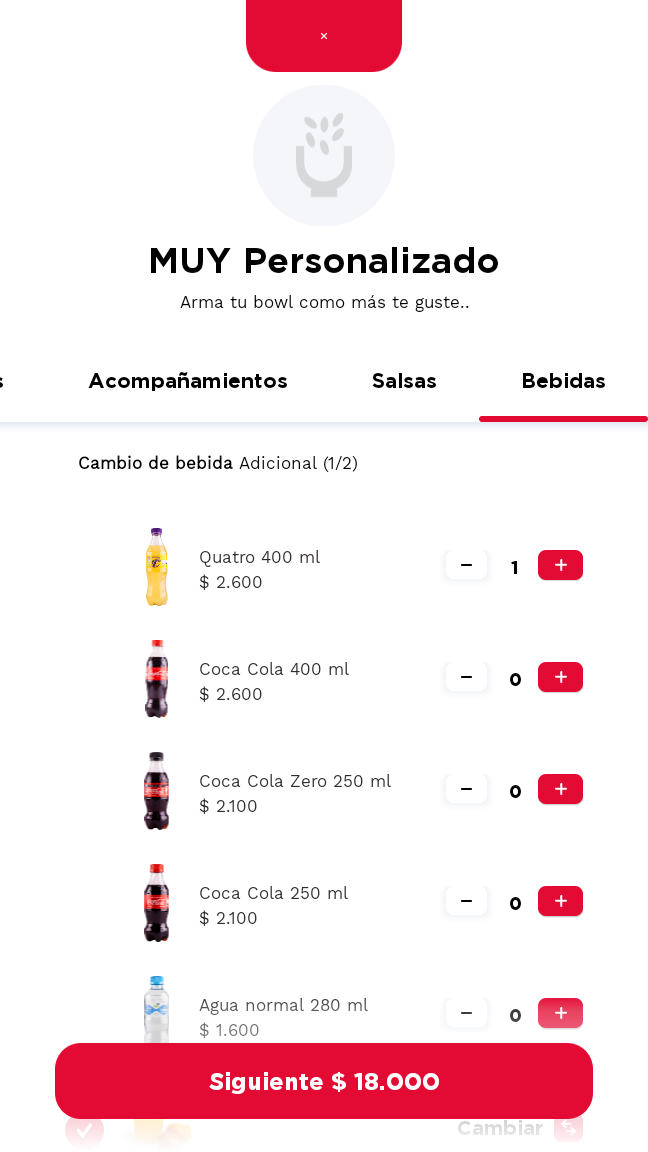 ×
MUY Personalizado
Arma tu bowl como más te guste..
s Acompañamientos Salsas Bebidas
Cambio de bebida Adicional (1/2)
Quatro 400 ml
$ 2.600
− 1 +
Coca Cola 400 ml
$ 2.600
− 0 +
Coca Cola Zero 250 ml
$ 2.100
− 0 +
Coca Cola 250 ml
$ 2.100
− 0 +
Agua normal 280 ml
$ 1.600
− 0 +
Siguiente $ 18.000
Cambiar